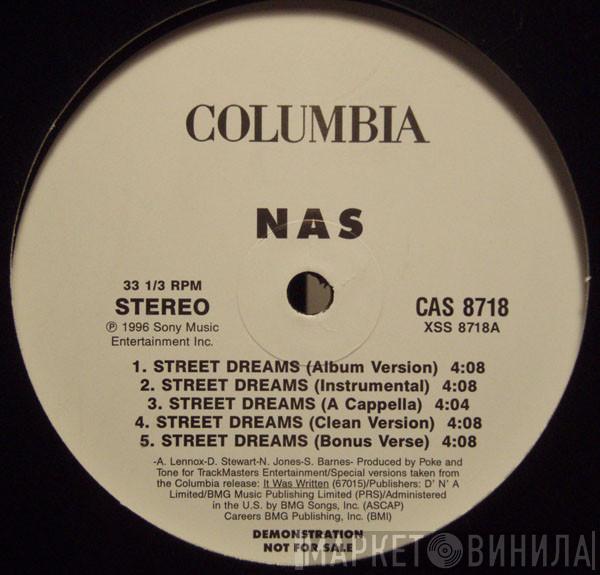 COLUMBIA
NAS
33 1/3 RPM
STEREO
℗ 1996 Sony Music
Entertainment Inc.
CAS 8718
XSS 8718A
1. STREET DREAMS (Album Version) 4:08
2. STREET DREAMS (Instrumental) 4:08
3. STREET DREAMS (A Cappella) 4:04
4. STREET DREAMS (Clean Version) 4:08
5. STREET DREAMS (Bonus Verse) 4:08
-A. Lennox-D. Stewart-N. Jones-S. Barnes- Produced by Poke and
Tone for TrackMasters Entertainment/Special versions taken from
the Columbia release: It Was Written (67015)/Publishers: D' N' A
Limited/BMG Music Publishing Limited (PRS)/Administered
in the U.S. by BMG Songs, Inc. (ASCAP)
Careers BMG Publishing, Inc. (BMI)
DEMONSTRATION
NOT FOR SALE
МАРКЕТ ВИНИЛА